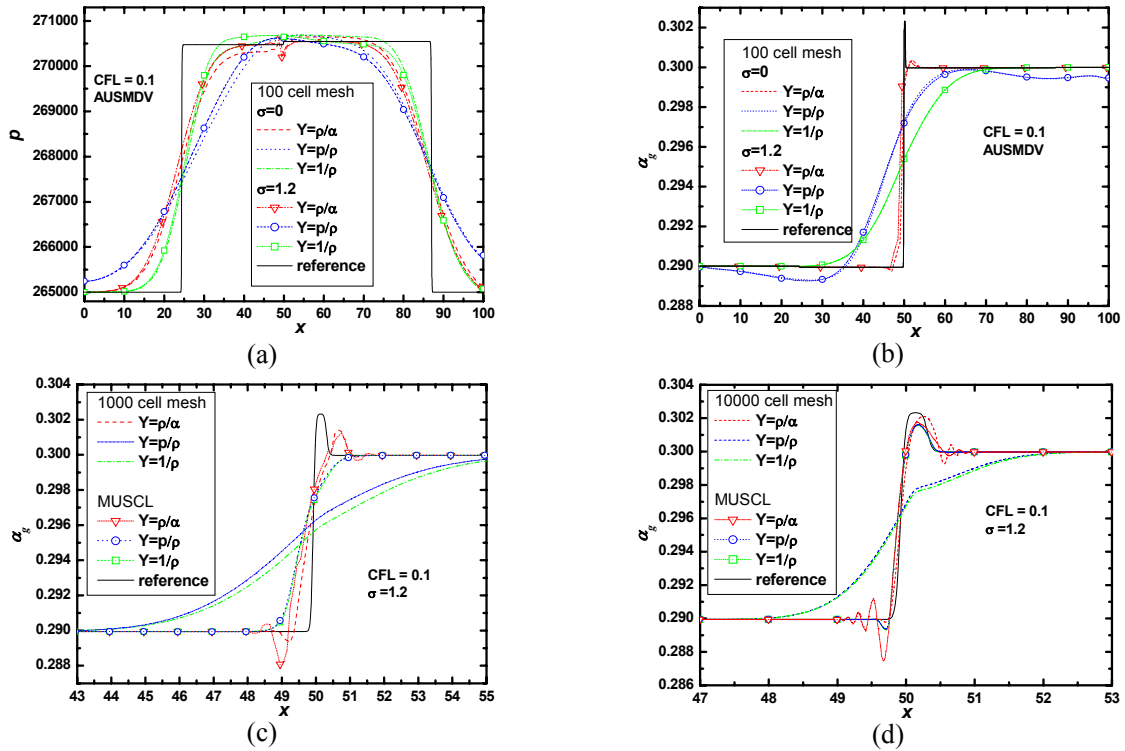 270000
269000
268000
267000
266000
265000
p
CFL = 0.1
AUSMDV
100 cell mesh
σ=0
Y=ρ/α
Y=p/ρ
Y=1/ρ
σ=1.2
Y=ρ/α
Y=p/ρ
Y=1/ρ
reference
0 10 20 30 40 50 60 70 80 90 100
x
(a)
0.302
0.300
0.298
0.296
0.294
0.292
0.290
0.288
αg
100 cell mesh
σ=0
Y=ρ/α
Y=p/ρ
Y=1/ρ
σ=1.2
Y=ρ/α
Y=p/ρ
Y=1/ρ
reference
CFL = 0.1
AUSMDV
0 10 20 30 40 50 60 70 80 90 100
x
(b)
0.304
0.302
0.300
0.298
0.296
0.294
0.292
0.290
0.288
αg
1000 cell mesh
Y=ρ/α
Y=p/ρ
Y=1/ρ
MUSCL
Y=ρ/α
Y=p/ρ
Y=1/ρ
reference
CFL = 0.1
σ =1.2
43 44 45 46 47 48 49 50 51 52 53 54 55
x
(c)
0.304
0.302
0.300
0.298
0.296
0.294
0.292
0.290
0.288
0.286
αg
10000 cell mesh
Y=ρ/α
Y=p/ρ
Y=1/ρ
MUSCL
Y=ρ/α
Y=p/ρ
Y=1/ρ
reference
CFL = 0.1
σ =1.2
47 48 49 50 51 52 53
x
(d)